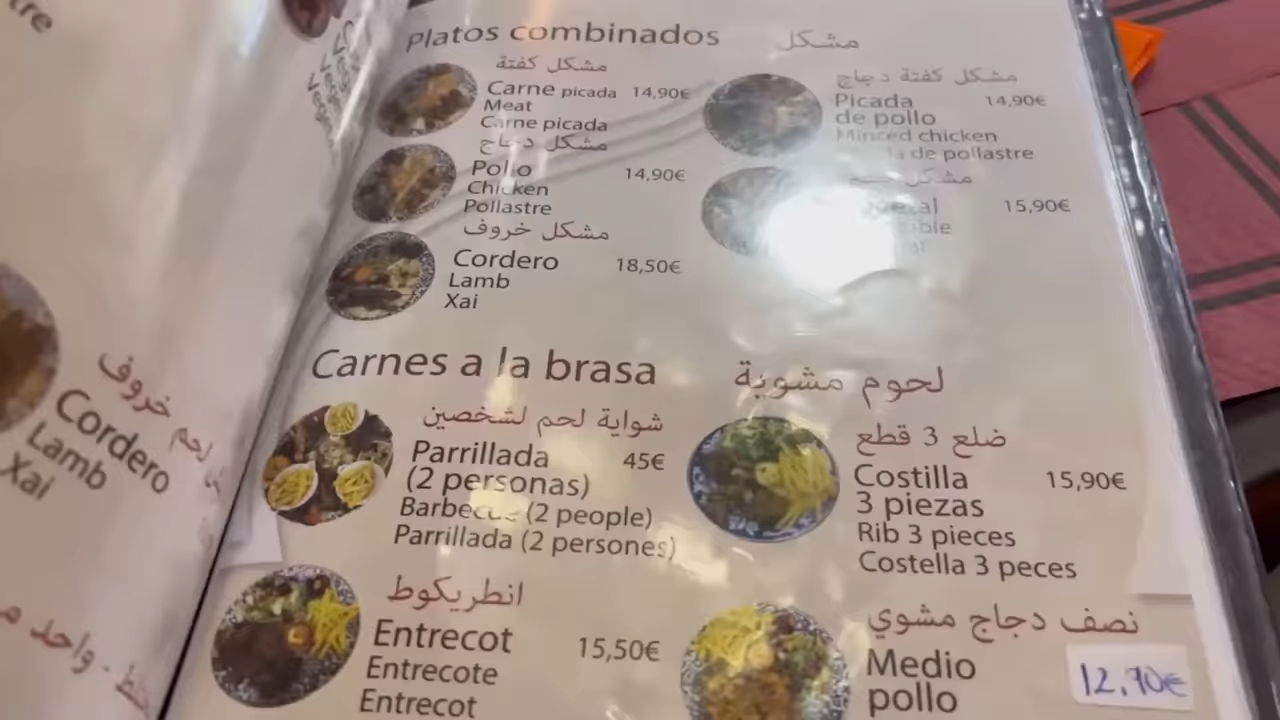 Platos combinados مشكل
مشكل كفتة
Carne picada 14,90€
Meat
Carne picada
مشكل دجاج
Pollo 14,90€
Chicken
Pollastre
مشكل خروف
Cordero 18,50€
Lamb
Xai
مشكل كفتة دجاج
Picada 14,90€
de pollo
Minced chicken
de pollastre
مشكل
15,90€
Carnes a la brasa لحوم مشوية
شواية لحم لشخصين
Parrillada 45€
(2 personas)
Barbecue (2 people)
Parrillada (2 persones)
انطريكوط
Entrecot 15,50€
Entrecote
Entrecot
ضلع 3 قطع
Costilla 15,90€
3 piezas
Rib 3 pieces
Costella 3 peces
نصف دجاج مشوي
Medio 12,90€
pollo
لحم خروف
Cordero
Lamb
Xai
واحد